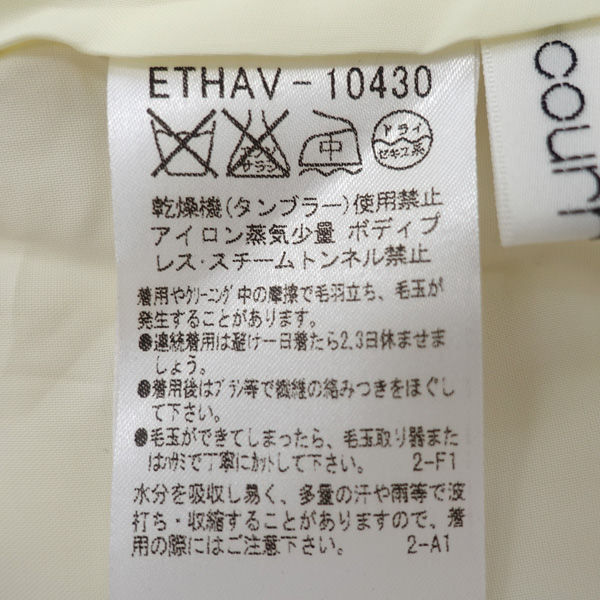 ETHAV-10430
エンソ
サラシ
中
ドライ
セキユ系
乾燥機(タンブラー)使用禁止
アイロン蒸気少量 ボディプ
レス・スチームトンネル禁止
着用やクリーニング中の摩擦で毛羽立ち、毛玉が
発生することがあります。
●連続着用は避け一日着たら2.3日休ませま
しょう。
●着用後はブラシ等で繊維の絡みつきをほぐし
て下さい。
●毛玉ができてしまったら、毛玉取り器また
はハサミで丁寧にカットして下さい。 2-F1
水分を吸収し易く、多量の汗や雨等で波
打ち・収縮することがありますので、着
用の際にはご注意下さい。 2-A1
courr